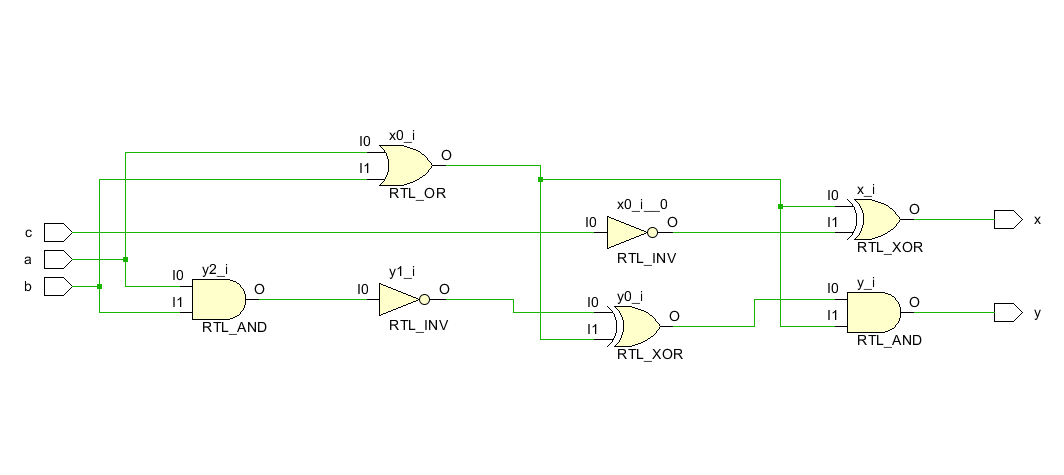 x0_i
I0
O
I1
RTL_OR
x_i
I0
O
x
I1
RTL_XOR
x0_i__0
c
I0
O
RTL_INV
a
b
y2_i
I0
O
I1
RTL_AND
y1_i
I0
O
RTL_INV
y0_i
I0
O
I1
RTL_XOR
y_i
I0
O
y
I1
RTL_AND